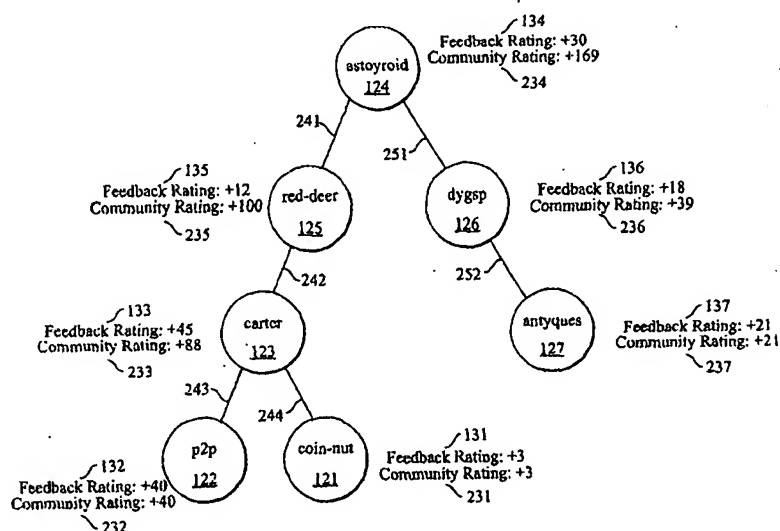 134
Feedback Rating: +30
Community Rating: +169
234
astoyroid
124
241
251
135
Feedback Rating: +12
Community Rating: +100
235
red-deer
125
dygsp
126
136
Feedback Rating: +18
Community Rating: +39
236
242
252
133
Feedback Rating: +45
Community Rating: +88
233
carter
123
antyques
127
137
Feedback Rating: +21
Community Rating: +21
237
243
244
132
Feedback Rating: +40
Community Rating: +40
232
p2p
122
coin-nut
121
131
Feedback Rating: +3
Community Rating: +3
231